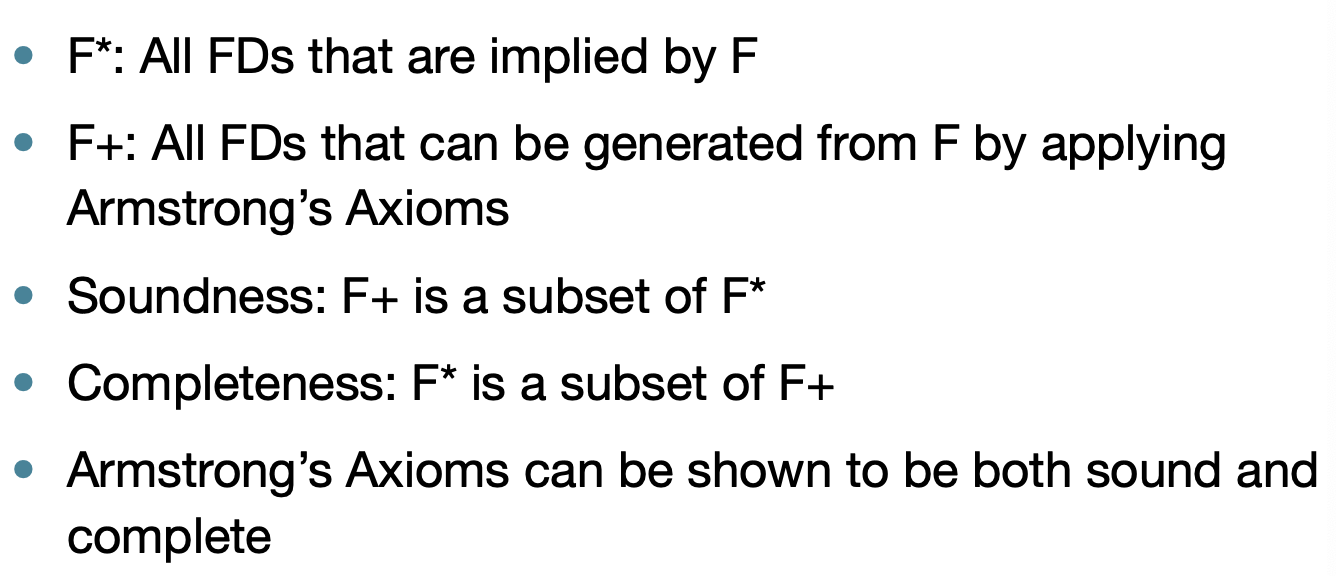 • F*: All FDs that are implied by F
• F+: All FDs that can be generated from F by applying
Armstrong’s Axioms
• Soundness: F+ is a subset of F*
• Completeness: F* is a subset of F+
• Armstrong’s Axioms can be shown to be both sound and
complete